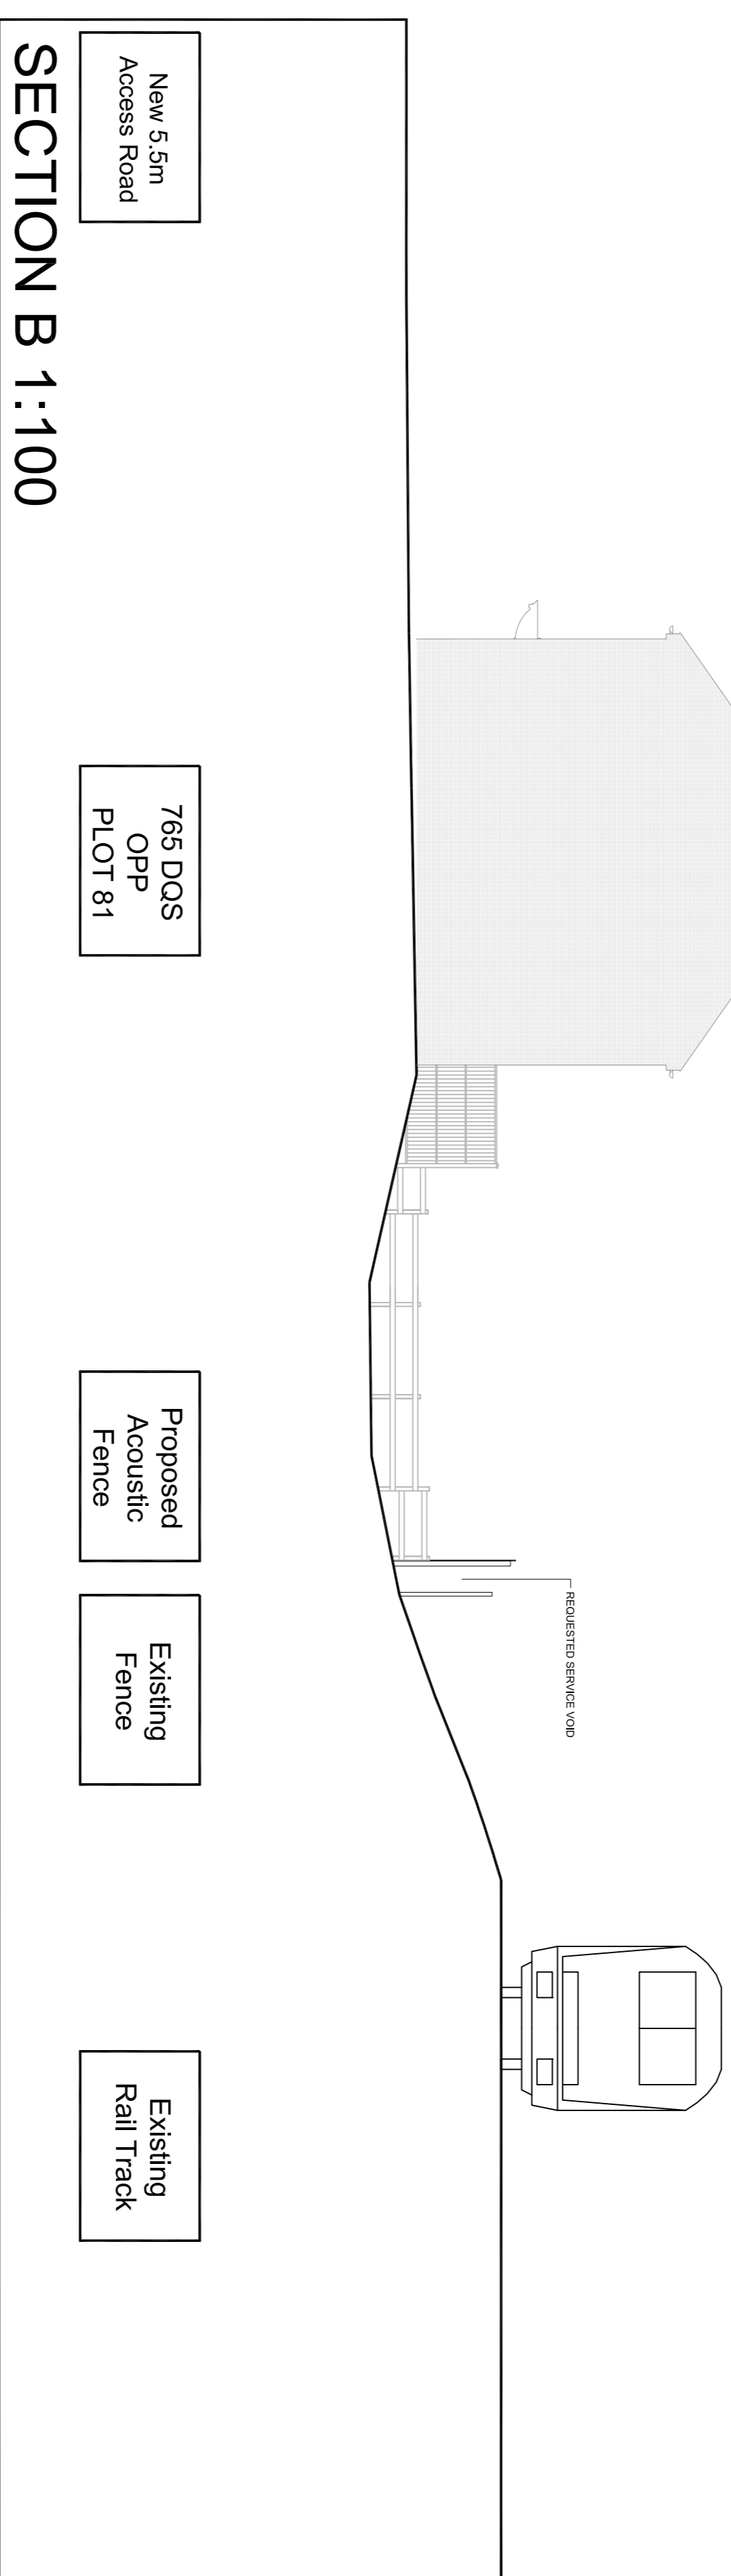 REQUESTED SERVICE VOID
New 5.5m
Access Road
765 DQS
OPP
PLOT 81
Proposed
Acoustic
Fence
Existing
Fence
Existing
Rail Track
SECTION B 1:100